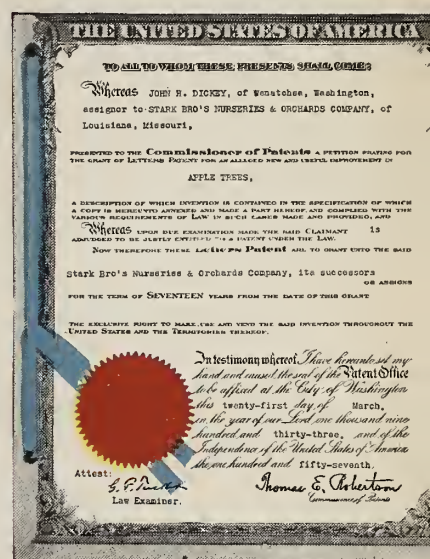 THE UNITED STATES OF AMERICA
TO ALL TO WHOM THESE PRESENTS SHALL COME:
Whereas JOHN H. DICKEY, of Wenatchee, Washington,
assignor to STARK BRO'S NURSERIES & ORCHARDS COMPANY, of
Louisiana, Missouri,
PRESENTED TO THE Commissioner of Patents A PETITION PRAYING FOR
THE GRANT OF LETTERS PATENT FOR AN ALLEGED NEW AND USEFUL IMPROVEMENT IN
APPLE TREES,
A DESCRIPTION OF WHICH INVENTION IS CONTAINED IN THE SPECIFICATION OF WHICH
A COPY IS HEREUNTO ANNEXED AND MADE A PART HEREOF, AND COMPLIED WITH THE
VARIOUS REQUIREMENTS OF LAW IN SUCH CASES MADE AND PROVIDED, AND
Whereas UPON DUE EXAMINATION MADE THE SAID CLAIMANT is
ADJUDGED TO BE JUSTLY ENTITLED TO A PATENT UNDER THE LAW.
NOW THEREFORE THESE Letters Patent ARE TO GRANT UNTO THE SAID
Stark Bro's Nurseries & Orchards Company, its successors
OR ASSIGNS
FOR THE TERM OF SEVENTEEN YEARS FROM THE DATE OF THIS GRANT
THE EXCLUSIVE RIGHT TO MAKE, USE AND VEND THE SAID INVENTION THROUGHOUT THE
UNITED STATES AND THE TERRITORIES THEREOF.
In testimony whereof I have hereunto set my
hand and caused the seal of the Patent Office
to be affixed at the City of Washington
this twenty-first day of March,
in the year of our Lord one thousand nine
hundred and thirty-three, and of the
Independence of the United States of America
the one hundred and fifty-seventh.
Attest:
Law Examiner.
Thomas E. Robertson
Commissioner of Patents